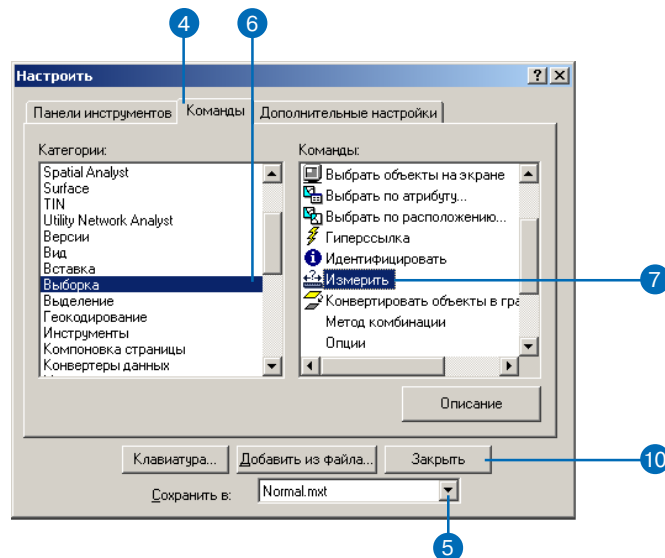 4
6
Настроить
Панели инструментов
Команды
Дополнительные настройки
Категории:
Spatial Analyst
Surface
TIN
Utility Network Analyst
Версии
Вид
Вставка
Выборка
Выделение
Геокодирование
Инструменты
Компоновка страницы
Конвертеры данных
Команды:
Выбрать объекты на экране
Выбрать по атрибуту...
Выбрать по расположению...
Гиперссылка
Идентифицировать
Измерить
Конвертировать объекты в гра
Метод комбинации
Опции
7
Описание
Клавиатура...
Добавить из файла...
Закрыть
10
Сохранить в:
Normal.mxt
5